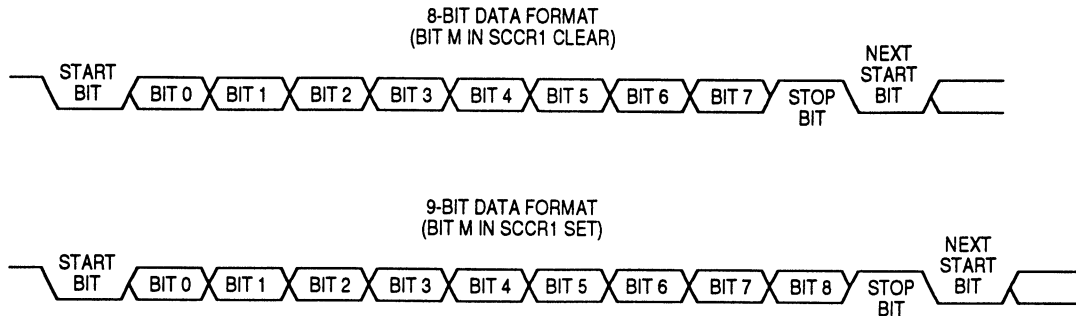 8-BIT DATA FORMAT
(BIT M IN SCCR1 CLEAR)
START
BIT
BIT 0
BIT 1
BIT 2
BIT 3
BIT 4
BIT 5
BIT 6
BIT 7
STOP
BIT
NEXT
START
BIT
9-BIT DATA FORMAT
(BIT M IN SCCR1 SET)
START
BIT
BIT 0
BIT 1
BIT 2
BIT 3
BIT 4
BIT 5
BIT 6
BIT 7
BIT 8
STOP
BIT
NEXT
START
BIT